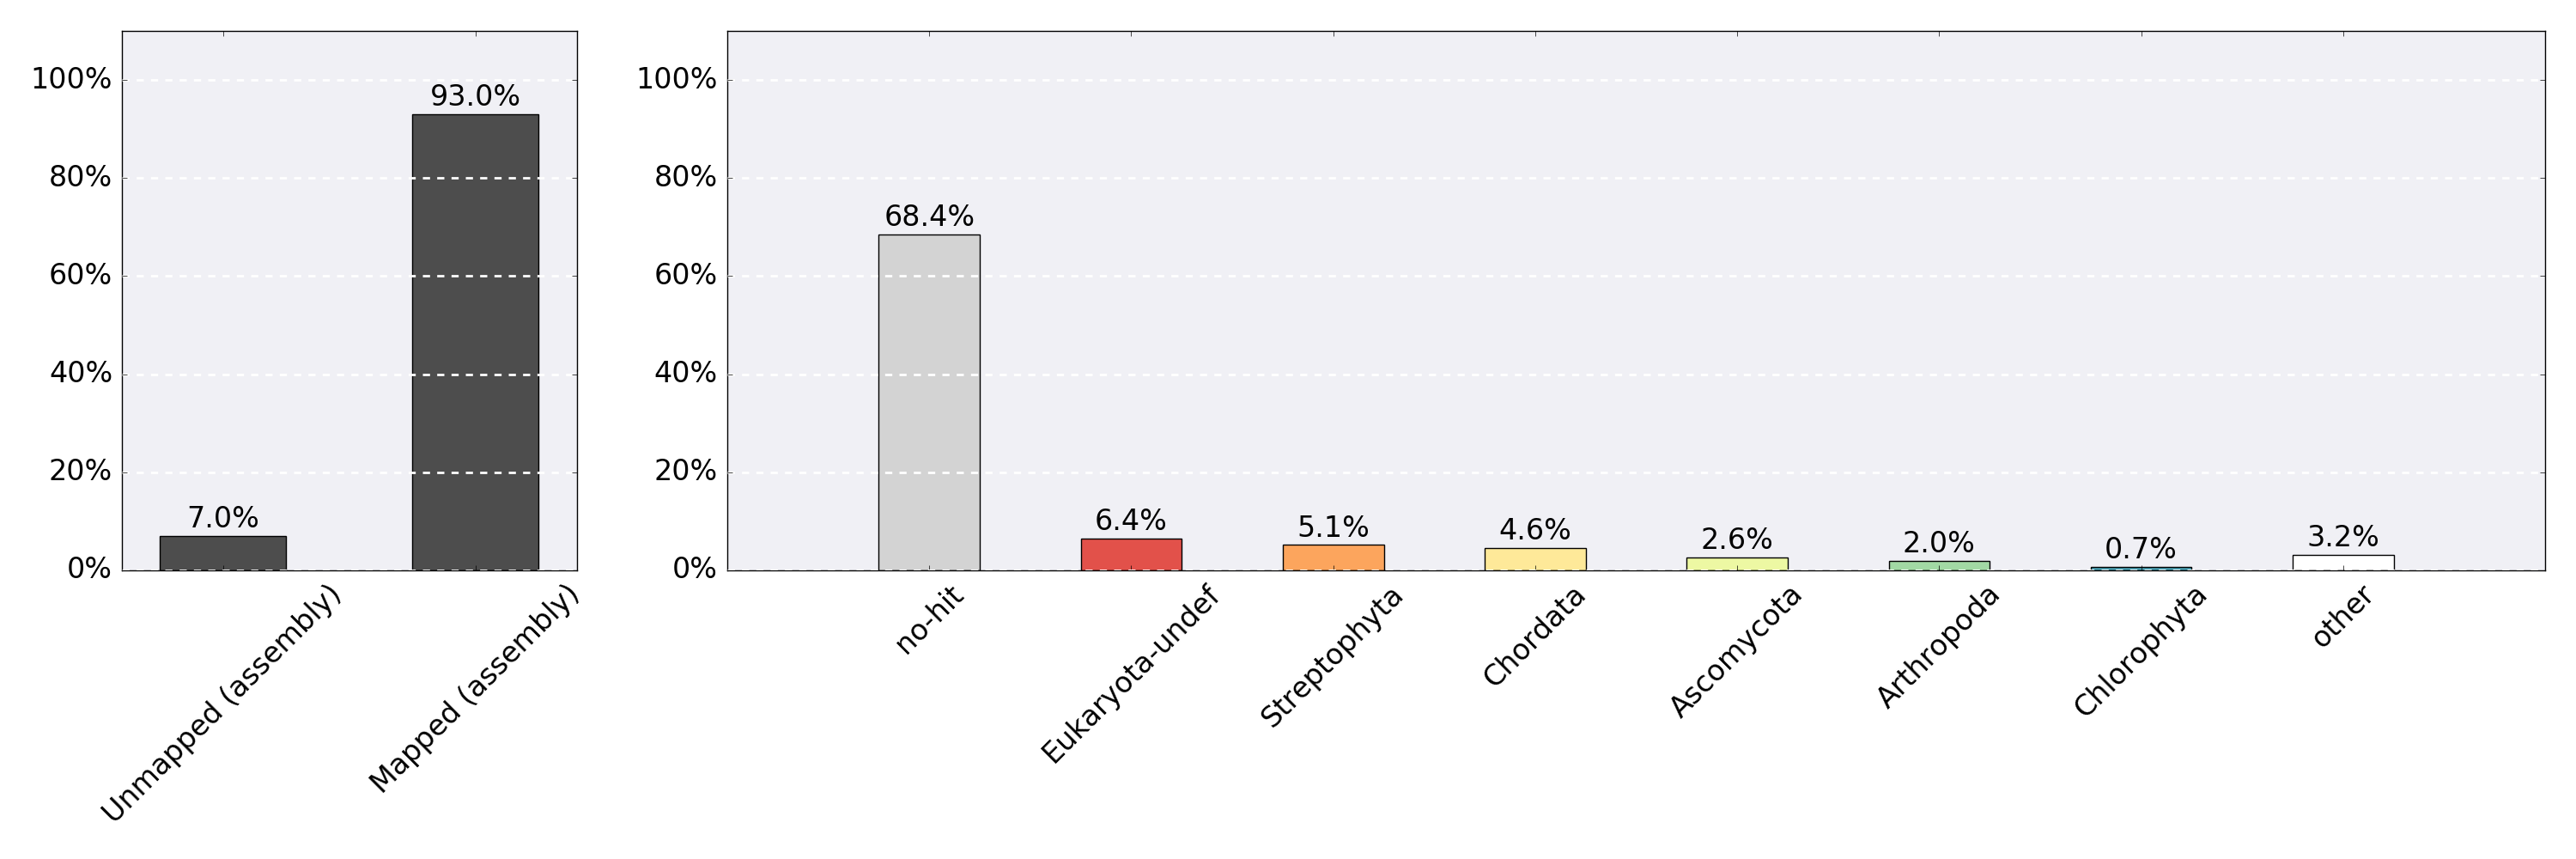 100%
80%
60%
40%
20%
0%
7.0%
93.0%
Unmapped (assembly)
Mapped (assembly)
100%
80%
60%
40%
20%
0%
68.4%
6.4%
5.1%
4.6%
2.6%
2.0%
0.7%
3.2%
no-hit
Eukaryota-undef
Streptophyta
Chordata
Ascomycota
Arthropoda
Chlorophyta
other